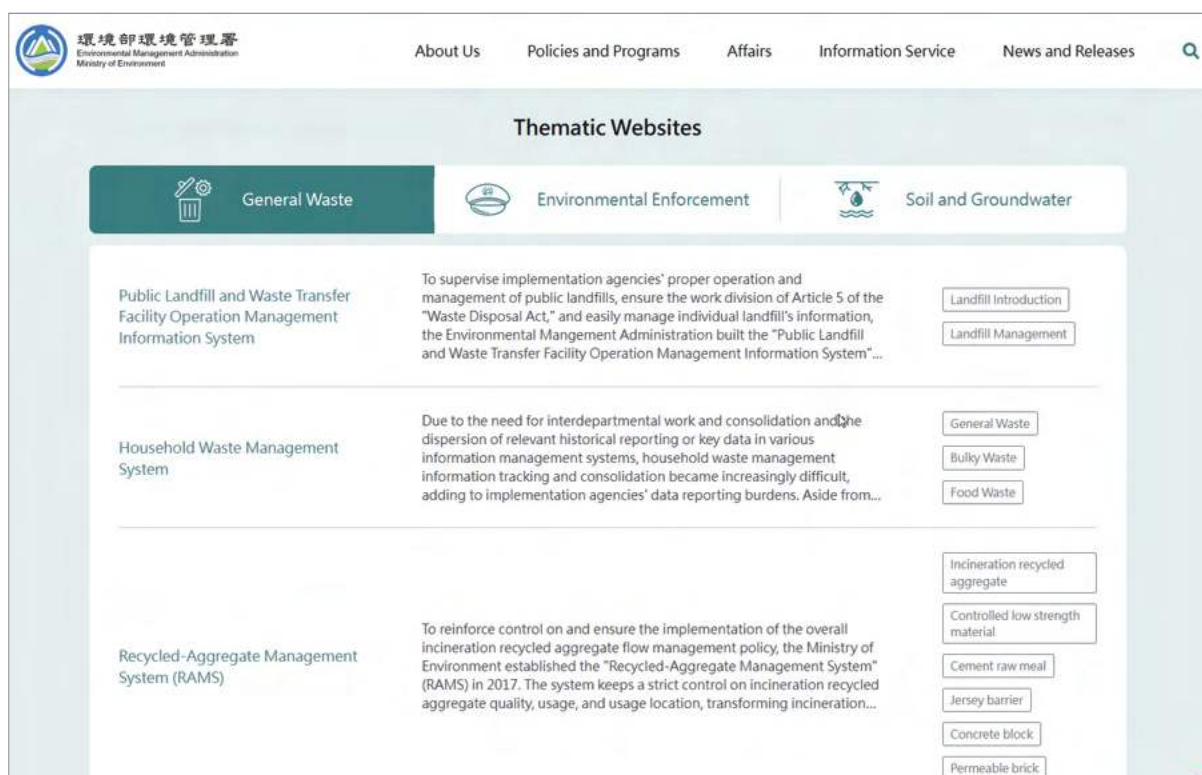 環境部環境管理署
Environmental Management Administration
Ministry of Environment
About Us
Policies and Programs
Affairs
Information Service
News and Releases
Thematic Websites
General Waste
Environmental Enforcement
Soil and Groundwater
Public Landfill and Waste Transfer
Facility Operation Management
Information System
To supervise implementation agencies' proper operation and
management of public landfills, ensure the work division of Article 5 of the
"Waste Disposal Act," and easily manage individual landfill's information,
the Environmental Mangement Administration built the "Public Landfill
and Waste Transfer Facility Operation Management Information System"...
Landfill Introduction
Landfill Management
Household Waste Management
System
Due to the need for interdepartmental work and consolidation and the
dispersion of relevant historical reporting or key data in various
information management systems, household waste management
information tracking and consolidation became increasingly difficult,
adding to implementation agencies' data reporting burdens. Aside from...
General Waste
Bulky Waste
Food Waste
Recycled-Aggregate Management
System (RAMS)
To reinforce control on and ensure the implementation of the overall
incineration recycled aggregate flow management policy, the Ministry of
Environment established the "Recycled-Aggregate Management System"
(RAMS) in 2017. The system keeps a strict control on incineration recycled
aggregate quality, usage, and usage location, transforming incineration...
Incineration recycled
aggregate
Controlled low strength
material
Cement raw meal
Jersey barrier
Concrete block
Permeable brick